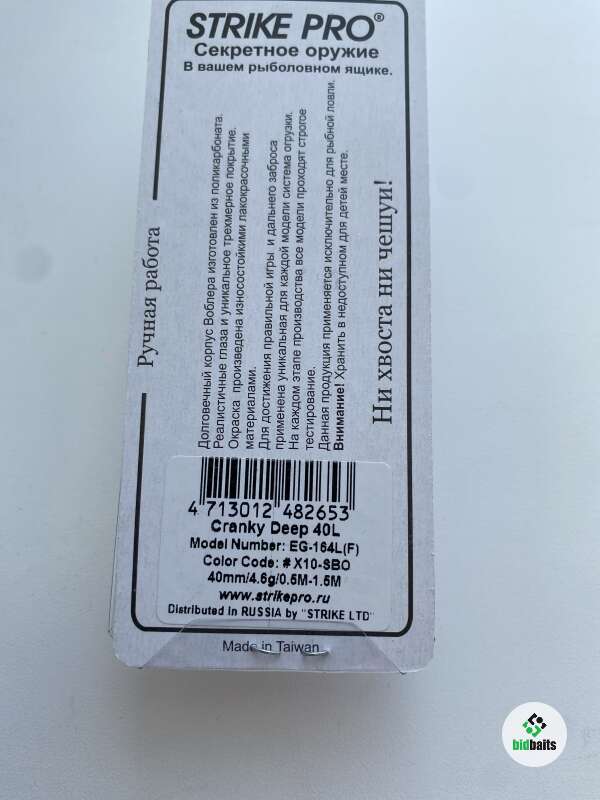 STRIKE PRO®
Секретное оружие
В вашем рыболовном ящике.
Ручная работа
Долговечный корпус Воблера изготовлен из поликарбоната.
Реалистичные глаза и уникальное трехмерное покрытие.
Окраска произведена износостойкими лакокрасочными
материалами.
Для достижения правильной игры, и дальнего заброса
применена уникальная для каждой модели система огрузки.
На каждом этапе производства все модели проходят строгое
тестирование.
Данная продукция применяется исключительно для рыбной ловли.
Внимание! Хранить в недоступном для детей месте.
Ни хвоста ни чешуи!
4 713012 482653
Cranky Deep 40L
Model Number: EG-164L(F)
Color Code: # X10-SBO
40mm/4.6g/0.5M-1.5M
www.strikepro.ru
Distributed in RUSSIA by "STRIKE LTD"
Made in Taiwan
bidbaits